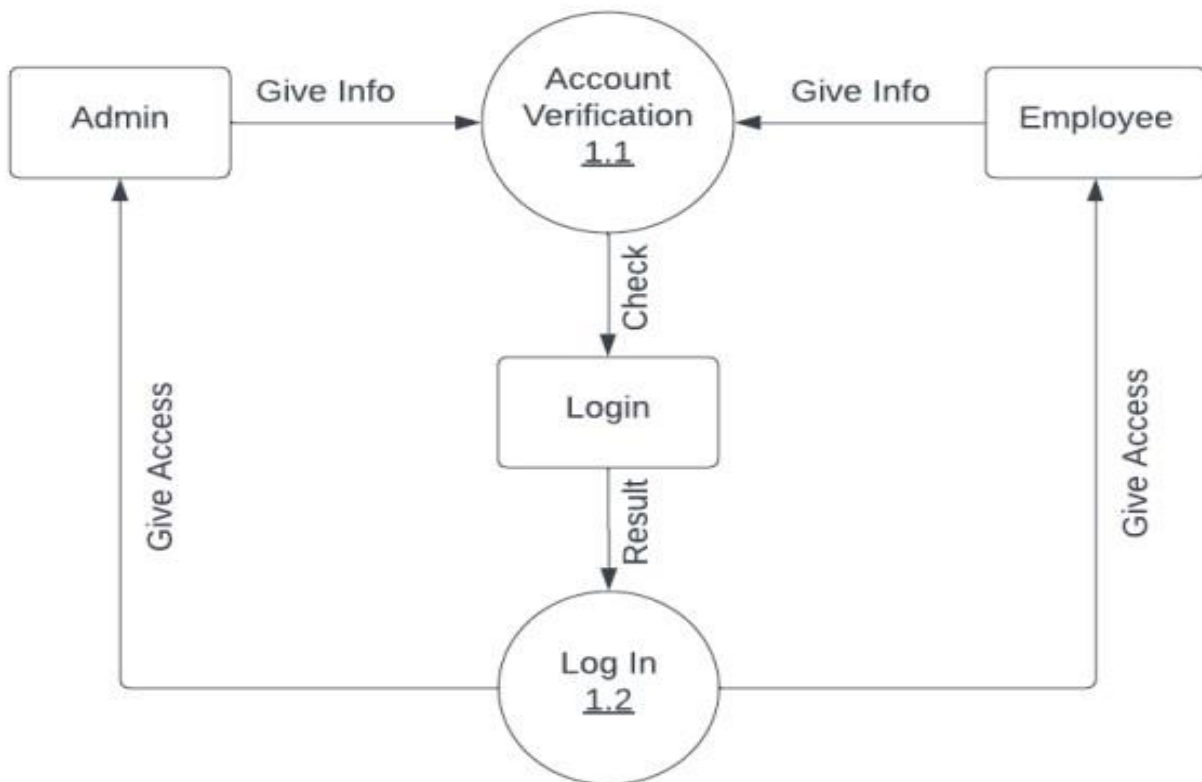 Admin
Give Info
Account
Verification
1.1
Give Info
Employee
Check
Login
Give Access
Result
Give Access
Log In
1.2